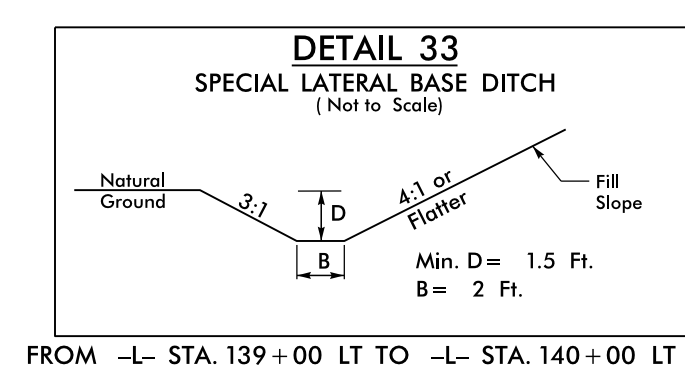 DETAIL 33
SPECIAL LATERAL BASE DITCH
( Not to Scale)
Natural
Ground
3:1
D
B
4:1 or
Flatter
Fill
Slope
Min. D= 1.5 Ft.
B= 2 Ft.
FROM –L– STA. 139+00 LT TO –L– STA. 140+00 LT